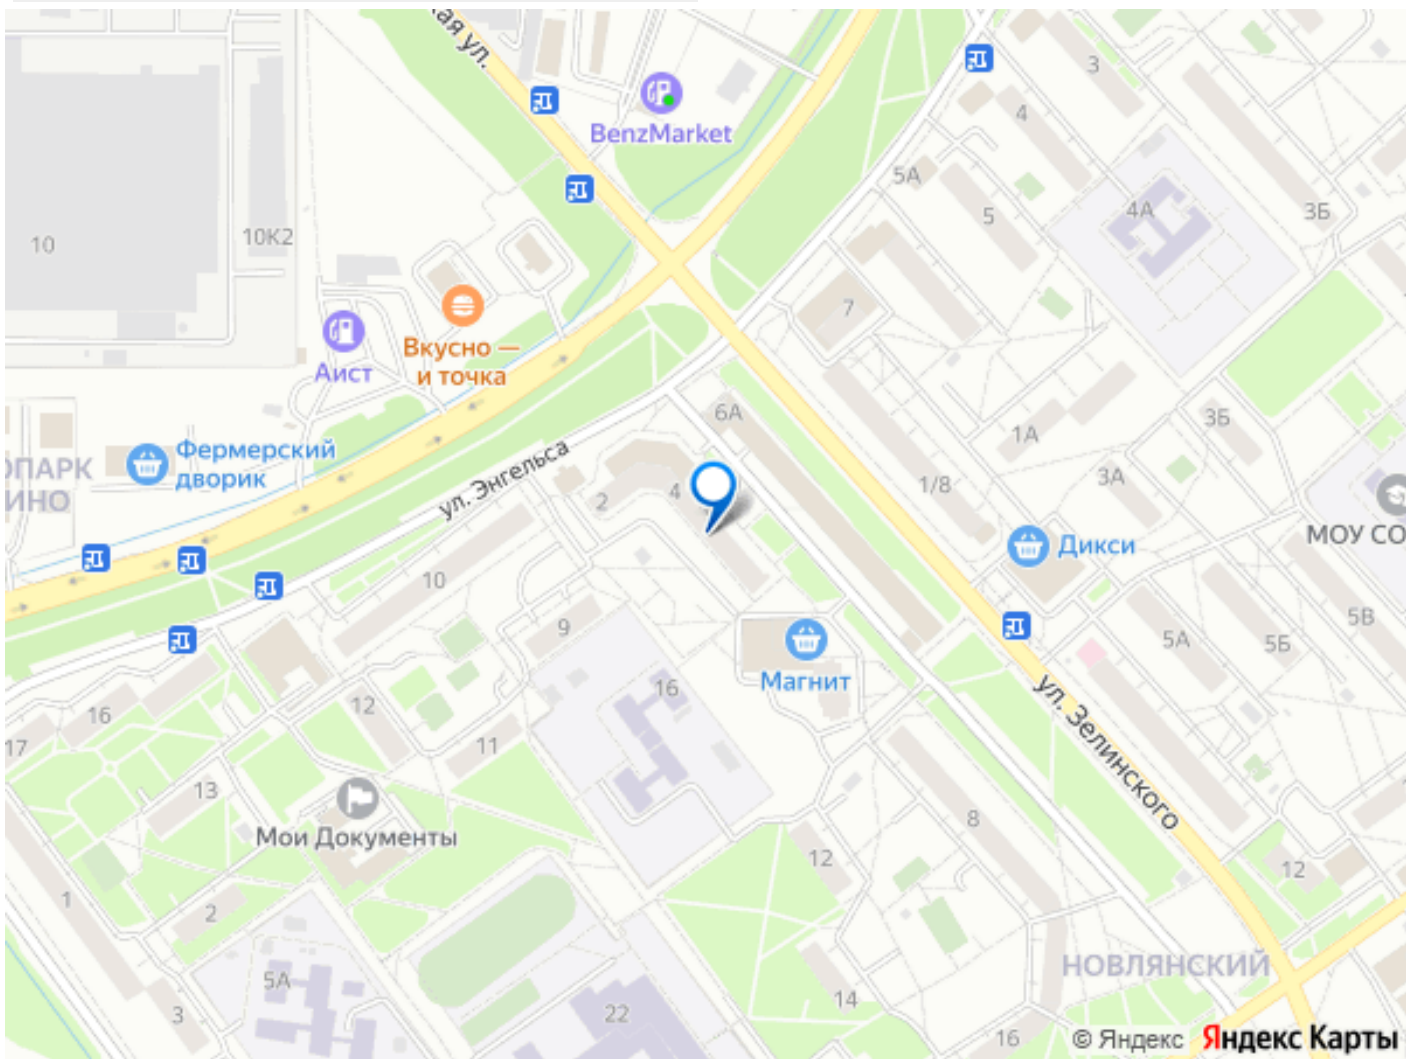 кая ул.
BenzMarket
3
4
5А
5
4А
3Б
10
10К2
7
Вкусно —
и точка
Аист
6А
3Б
1А
Фермерский
дворик
ОПАРК
ИНО
ул. Энгельса
2
4
1/8
3А
Дикси
МОУ СО
10
9
5А
5Б
5В
16
Магнит
ул. Зелинского
16
12
17
11
13
Мои Документы
8
12
12
1
2
НОВЛЯНСКИЙ
5А
3
22
14
16
© Яндекс Яндекс Карты